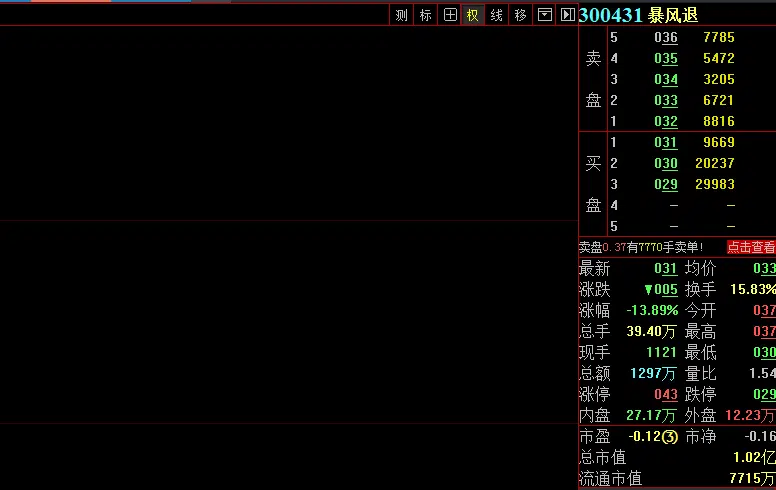 测 标 权 线 移 300431 暴风退
卖盘
5 036 7785
4 035 5472
3 034 3205
2 033 6721
1 032 8816
买盘
1 031 9669
2 030 20237
3 029 29983
4 — —
5 — —
卖盘0.37有7770手卖单! 点击查看
最新 031 均价 033
涨跌 ▼005 换手 15.83%
涨幅 -13.89% 今开 037
总手 39.40万 最高 037
现手 1121 最低 030
总额 1297万 量比 1.54
涨停 043 跌停 029
内盘 27.17万 外盘 12.23万
市盈 -0.12③ 市净 -0.16
总市值 1.02亿
流通市值 7715万